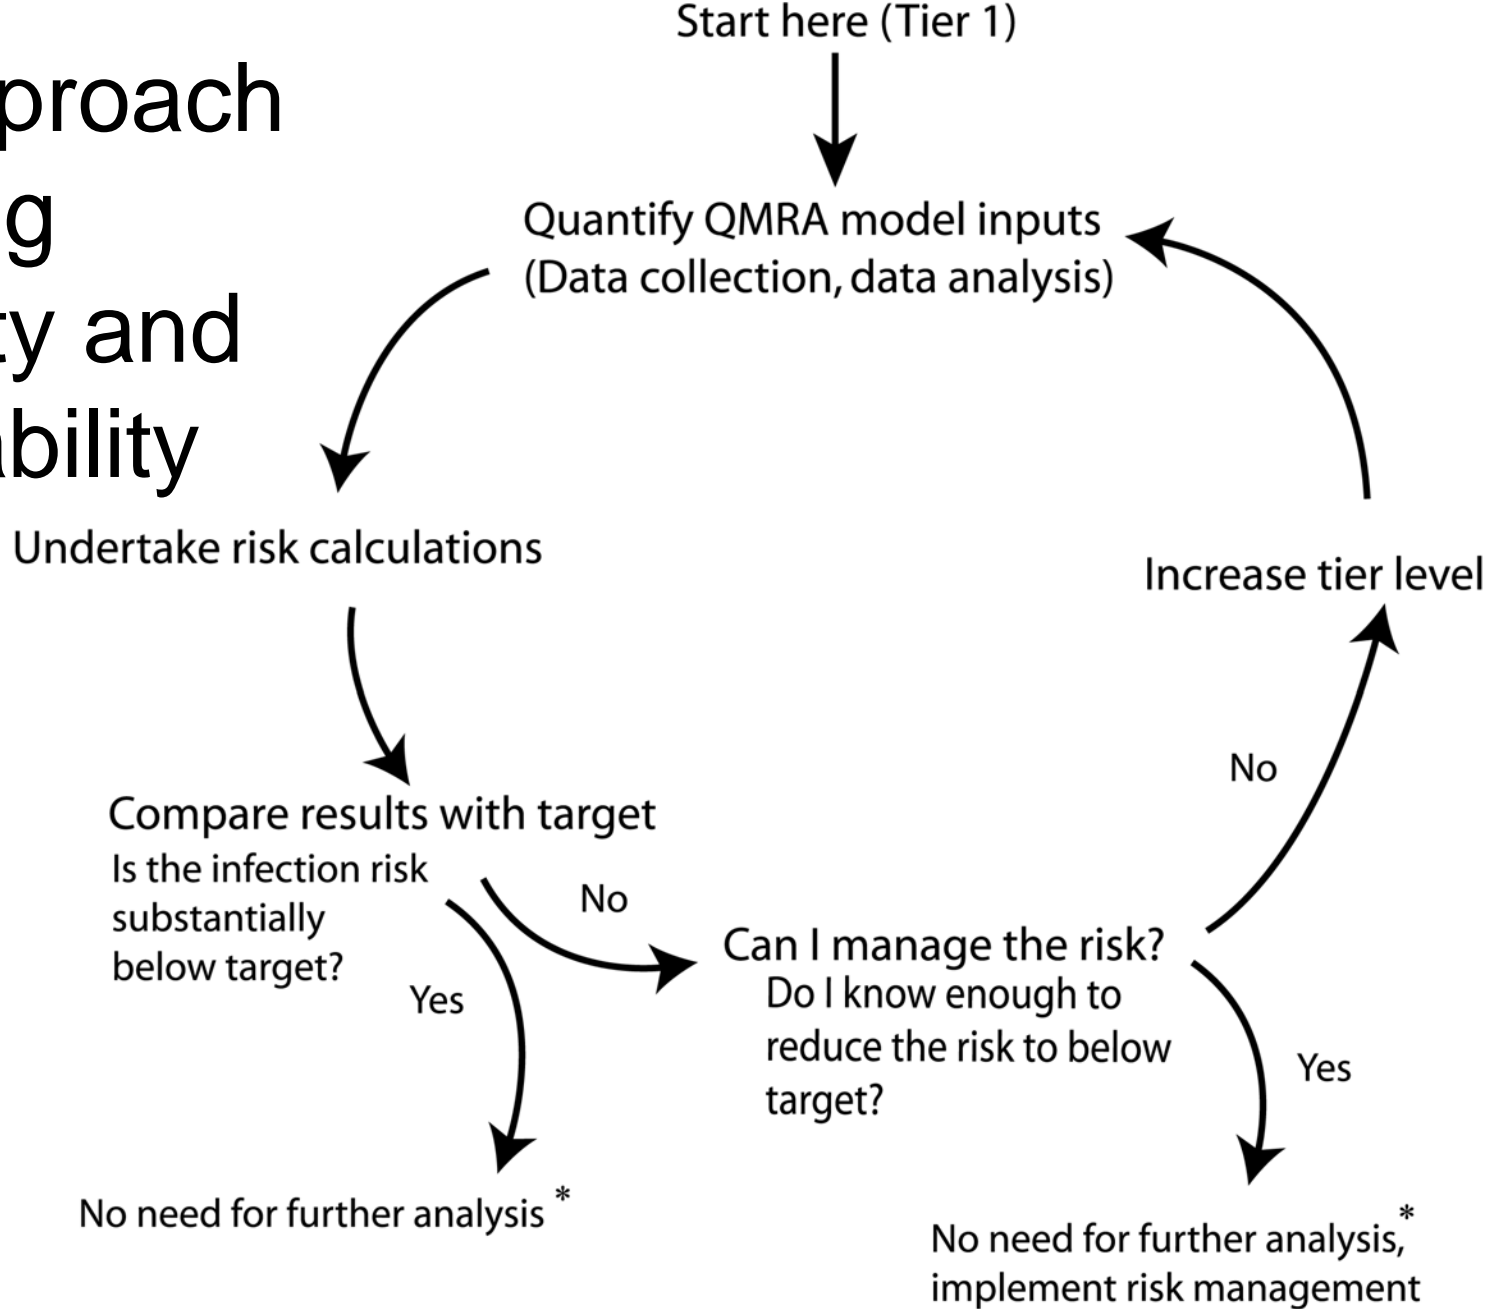 Start here (Tier 1)
proach
g
ty and
ability
Quantify QMRA model inputs
(Data collection, data analysis)
Undertake risk calculations
Increase tier level
No
Compare results with target
Is the infection risk
substantially
below target?
No
Yes
Can I manage the risk?
Do I know enough to
reduce the risk to below
target?
Yes
No need for further analysis *
No need for further analysis,*
implement risk management